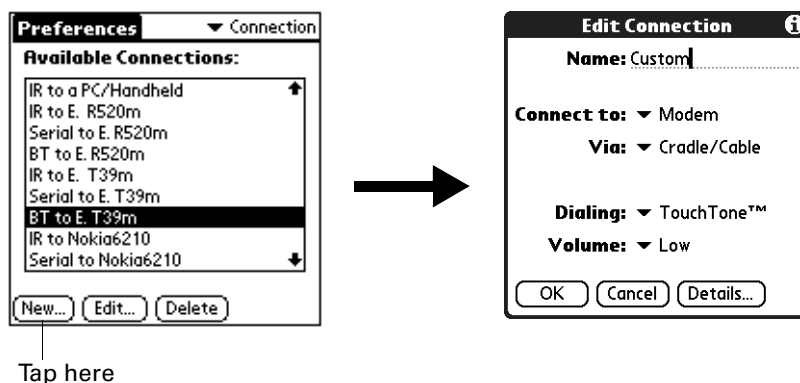 Preferences
Connection
Available Connections:
IR to a PC/Handheld
IR to E. R520m
Serial to E. R520m
BT to E. R520m
IR to E. T39m
Serial to E. T39m
BT to E. T39m
IR to Nokia6210
Serial to Nokia6210
New... Edit... Delete
Tap here
Edit Connection i
Name: Custom
Connect to: Modem
Via: Cradle/Cable
Dialing: TouchTone™
Volume: Low
OK Cancel Details...